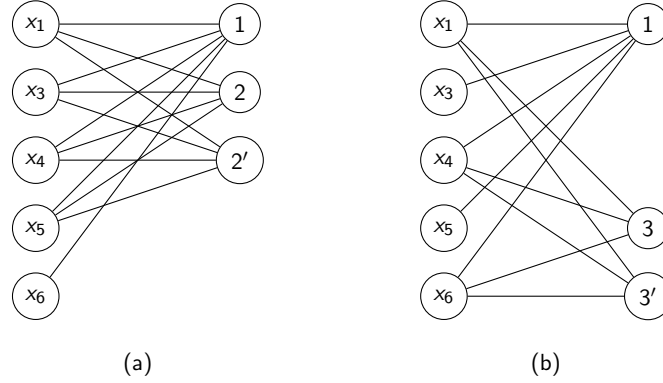 x₁ 1 x₁ 1
x₃ 2 x₃
x₄ 2′ x₄
x₅ x₅ 3
x₆ x₆ 3′
(a) (b)